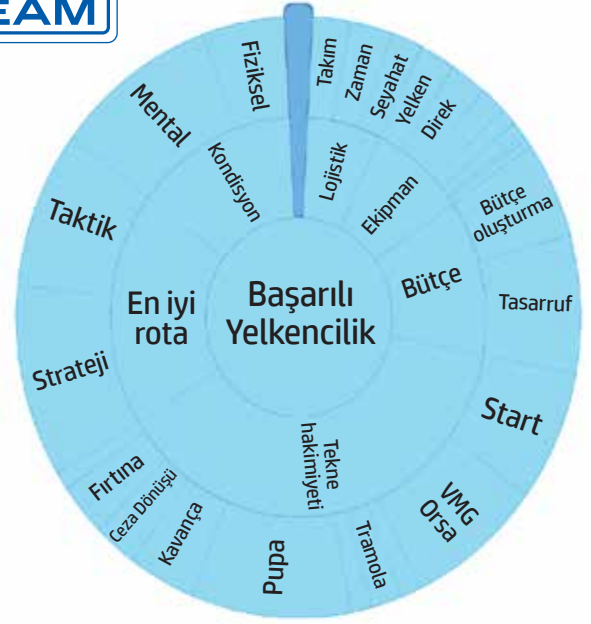 EAM
Fiziksel
Takım
Zaman
Seyahat
Yelken
Direk
Mental
Kondisyon
Lojistik
Ekipman
Bütçe
oluşturma
Taktik
Bütçe
Tasarruf
En iyi
rota
Başarılı
Yelkencilik
Strateji
Start
Tekne
hakimiyeti
Fırtına
Ceza Dönüşü
Kavança
Pupa
Tramola
VMG
Orsa